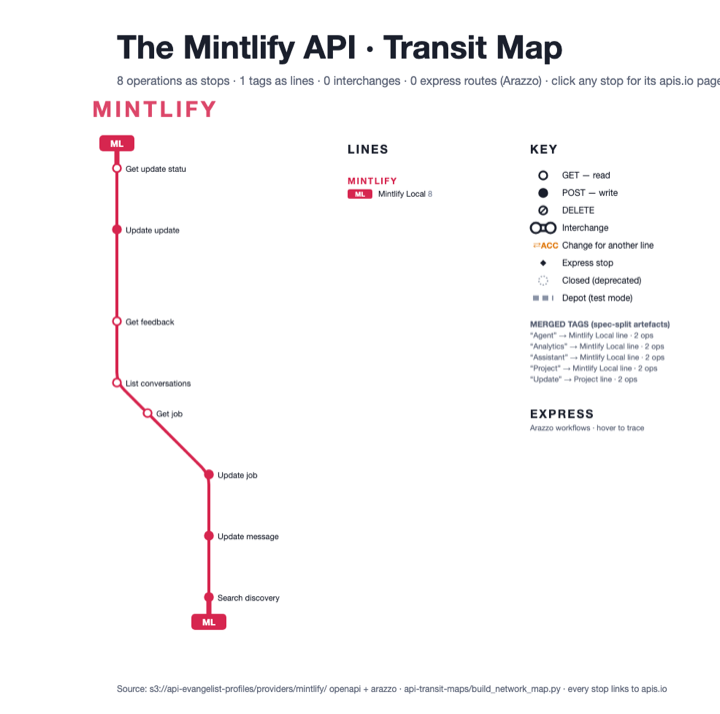 The Mintlify API · Transit Map
8 operations as stops · 1 tags as lines · 0 interchanges · 0 express routes (Arazzo) · click any stop for its apis.io page
MINTLIFY
ML
Get update statu
Update update
Get feedback
List conversations
Get job
Update job
Update message
Search discovery
ML
LINES
MINTLIFY
ML Mintlify Local 8
KEY
GET — read
POST — write
DELETE
Interchange
⇄ACC Change for another line
Express stop
Closed (deprecated)
Depot (test mode)
MERGED TAGS (spec-split artefacts)
"Agent" → Mintlify Local line · 2 ops
"Analytics" → Mintlify Local line · 2 ops
"Assistant" → Mintlify Local line · 2 ops
"Project" → Mintlify Local line · 2 ops
"Update" → Project line · 2 ops
EXPRESS
Arazzo workflows · hover to trace
Source: s3://api-evangelist-profiles/providers/mintlify/ openapi + arazzo · api-transit-maps/build_network_map.py · every stop links to apis.io